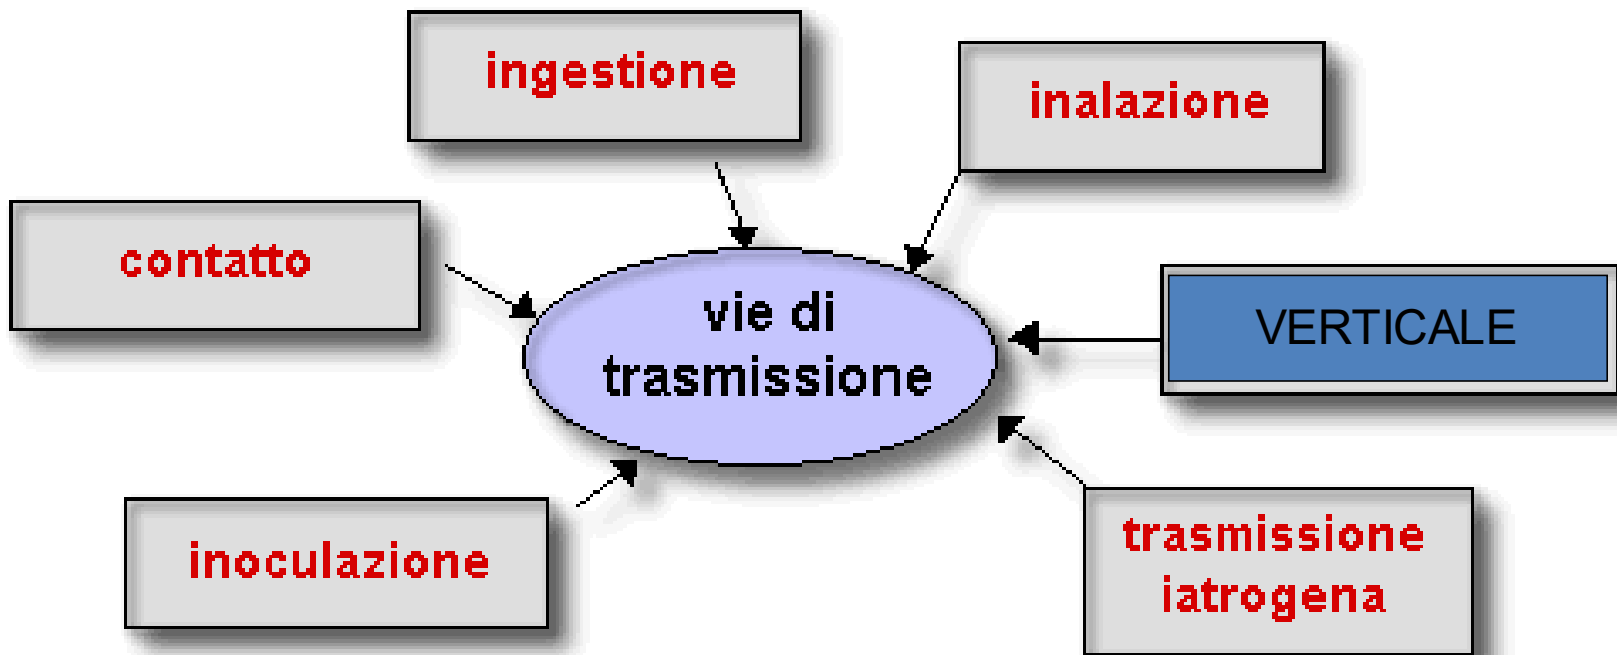 ingestione
inalazione
contatto
vie di
trasmissione
VERTICALE
inoculazione
trasmissione
iatrogena